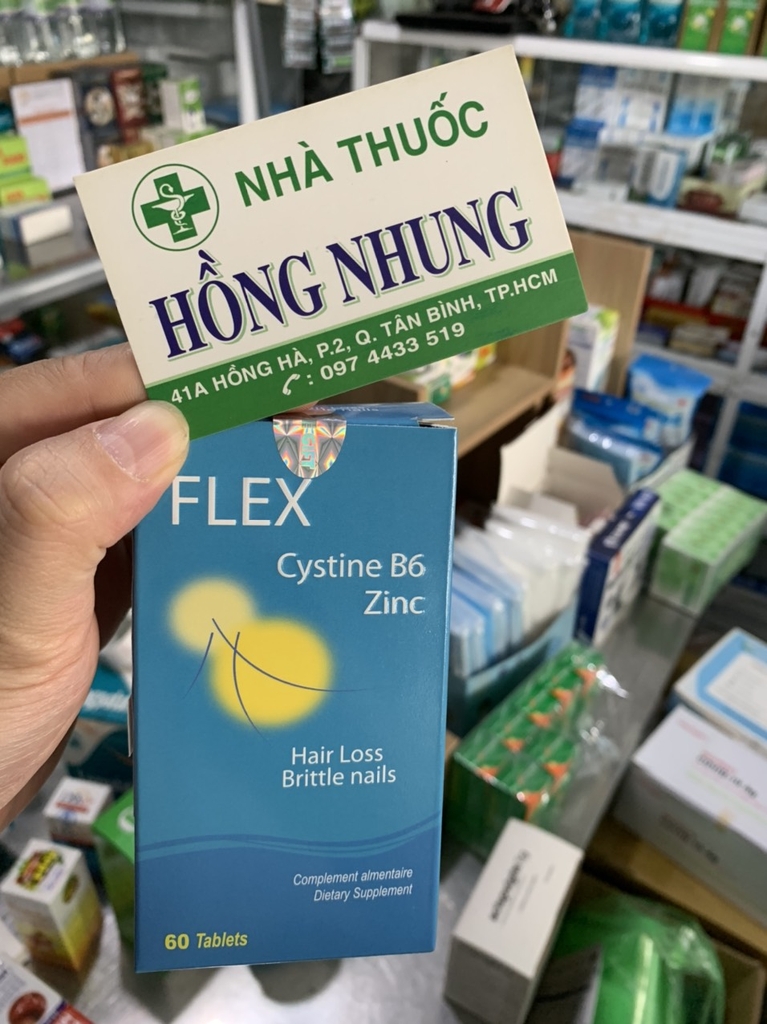 NHÀ THUỐC
HỒNG NHUNG
41A HỒNG HÀ, P.2, Q. TÂN BÌNH, TP.HCM
: 097 4433 519
FLEX
Cystine B6
Zinc
Hair Loss
Brittle nails
Complement almentaire
Dietary Supplement
60 Tablets